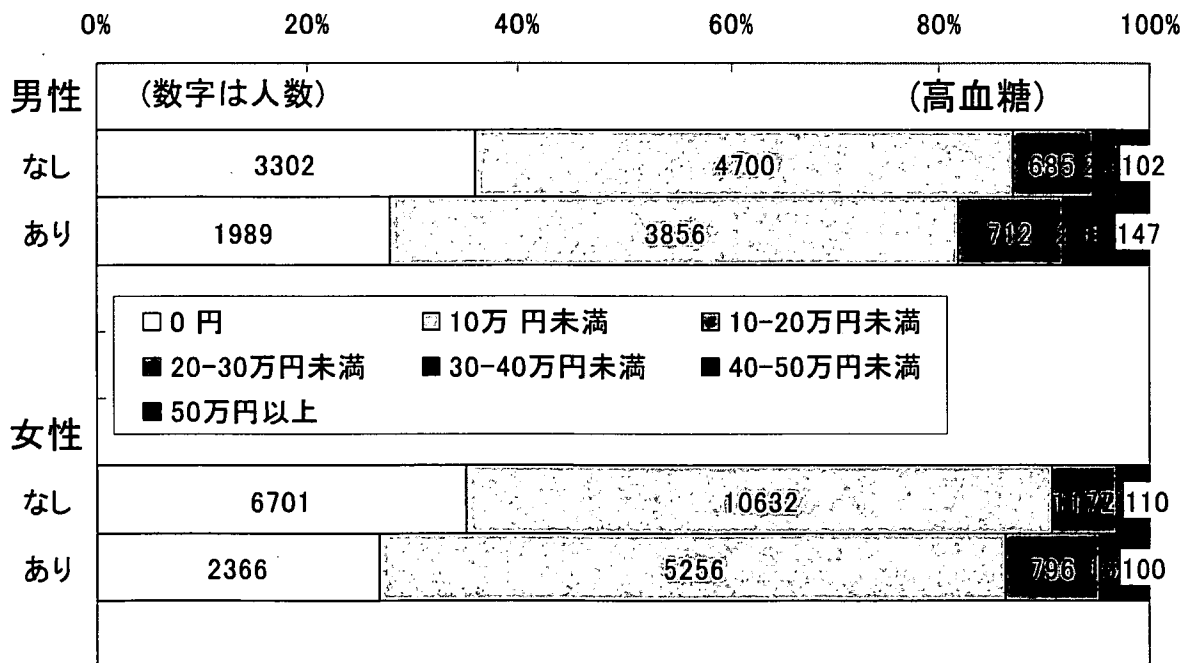 0% 20% 40% 60% 80% 100%
男性 (数字は人数) (高血糖)
なし 3302 4700 685 102
あり 1989 3856 712 147
0 円 10万 円未満 10-20万円未満
20-30万円未満 30-40万円未満 40-50万円未満
50万円以上
女性
なし 6701 10632 1172 110
あり 2366 5256 796 100